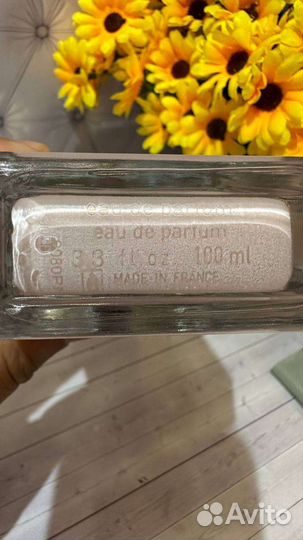 eau de parfum
eau de parfum
3.3 fl. oz. 100 ml
MADE IN FRANCE
Avito